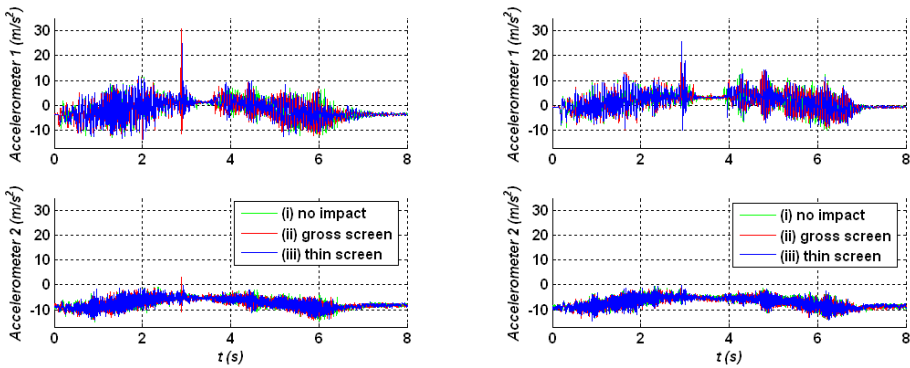 Accelerometer 1 (m/s²)
30
20
10
0
-10
0 2 4 6 8
Accelerometer 1 (m/s²)
30
20
10
0
-10
0 2 4 6 8
Accelerometer 2 (m/s²)
30
20
10
0
-10
0 2 4 6 8
t (s)
(i) no impact
(ii) gross screen
(iii) thin screen
Accelerometer 2 (m/s²)
30
20
10
0
-10
0 2 4 6 8
t (s)
(i) no impact
(ii) gross screen
(iii) thin screen